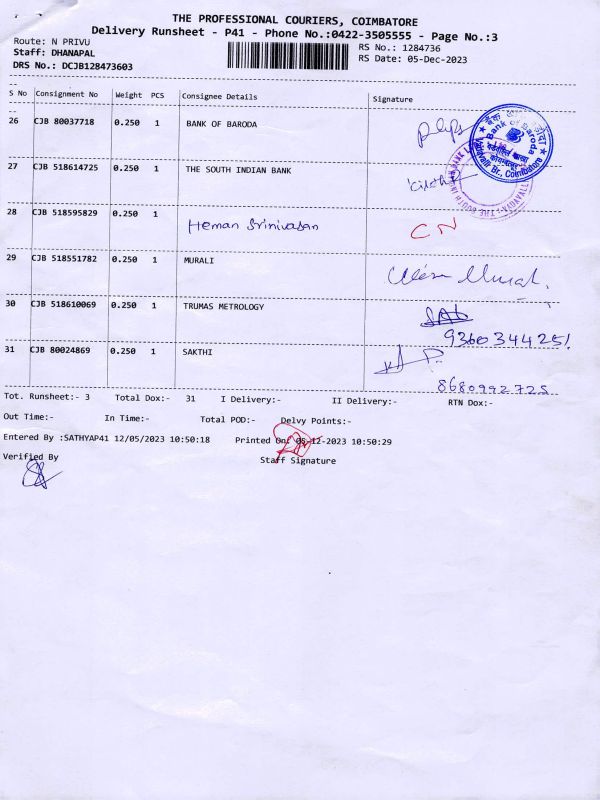 THE PROFESSIONAL COURIERS, COIMBATORE
Delivery Runsheet - P41 - Phone No.:0422-3505555 - Page No.:3
Route: N PRIVU
RS No.: 1284736
Staff: DHANAPAL
RS Date: 05-Dec-2023
DRS No.: DCJB128473603
S No Consignment No Weight PCS Consignee Details Signature
26 CJB 80037718 0.250 1 BANK OF BARODA
27 CJB 518614725 0.250 1 THE SOUTH INDIAN BANK
28 CJB 518595829 0.250 1 Heman Srinivasan CN
29 CJB 518551782 0.250 1 MURALI
30 CJB 518610069 0.250 1 TRUMAS METROLOGY
9360344251
31 CJB 80024869 0.250 1 SAKTHI
8680992725
Tot. Runsheet:- 3 Total Dox:- 31 I Delivery:- II Delivery:- RTN Dox:-
Out Time:- In Time:- Total POD:- Delvy Points:-
Entered By :SATHYAP41 12/05/2023 10:50:18 Printed On: 05-12-2023 10:50:29
Verified By Staff Signature
Bank of Baroda